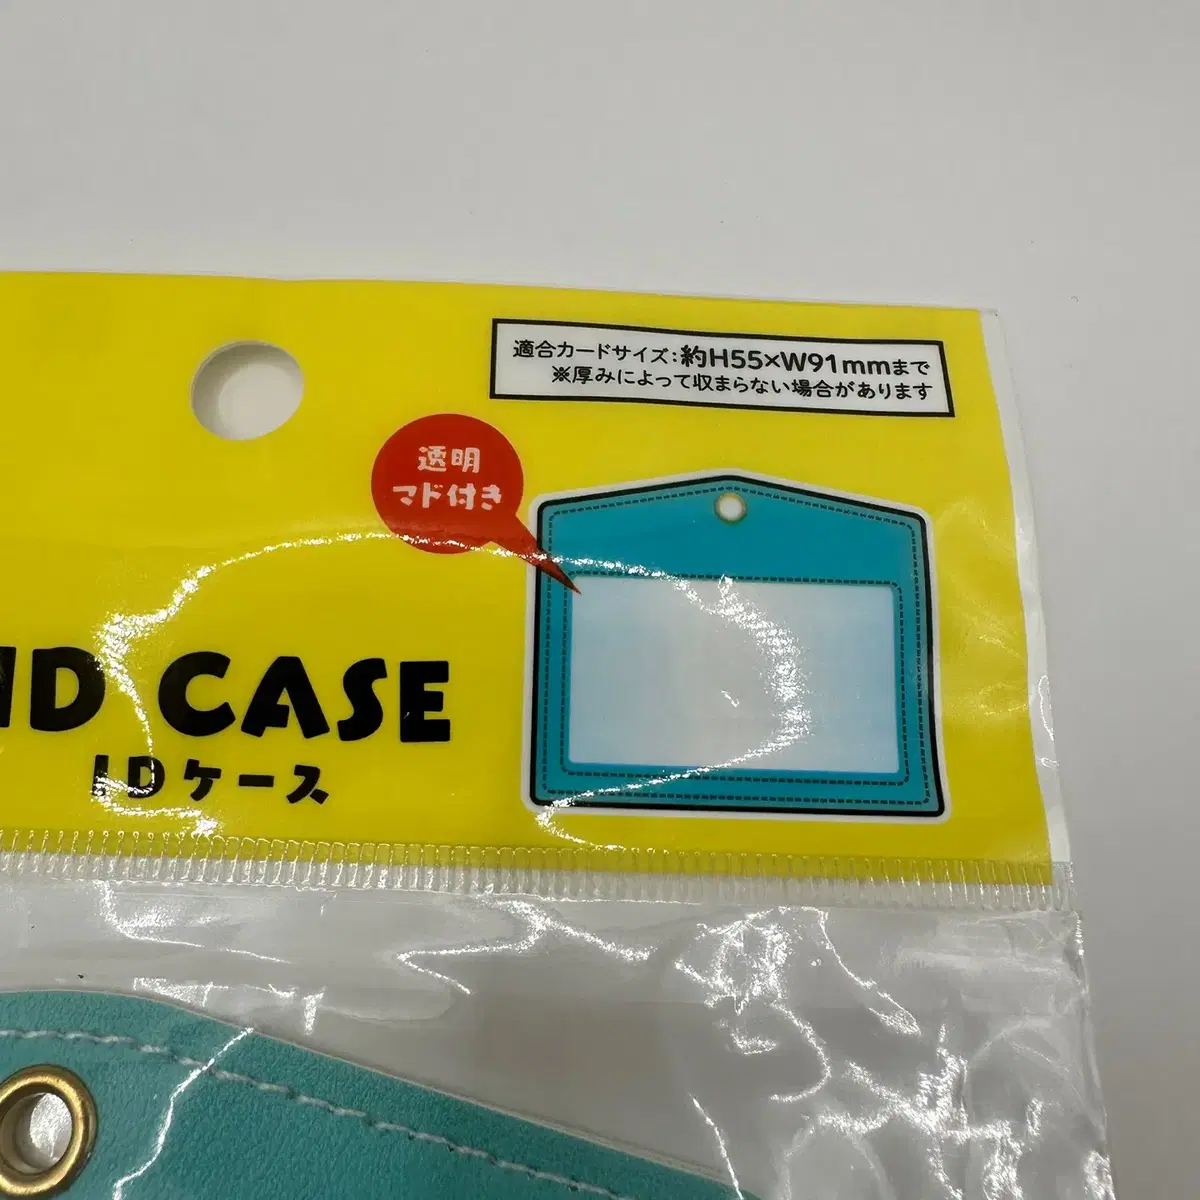 適合カードサイズ:約H55×W91mmまで
※厚みによって収まらない場合があります
透明
マド付き
ID CASE
IDケース